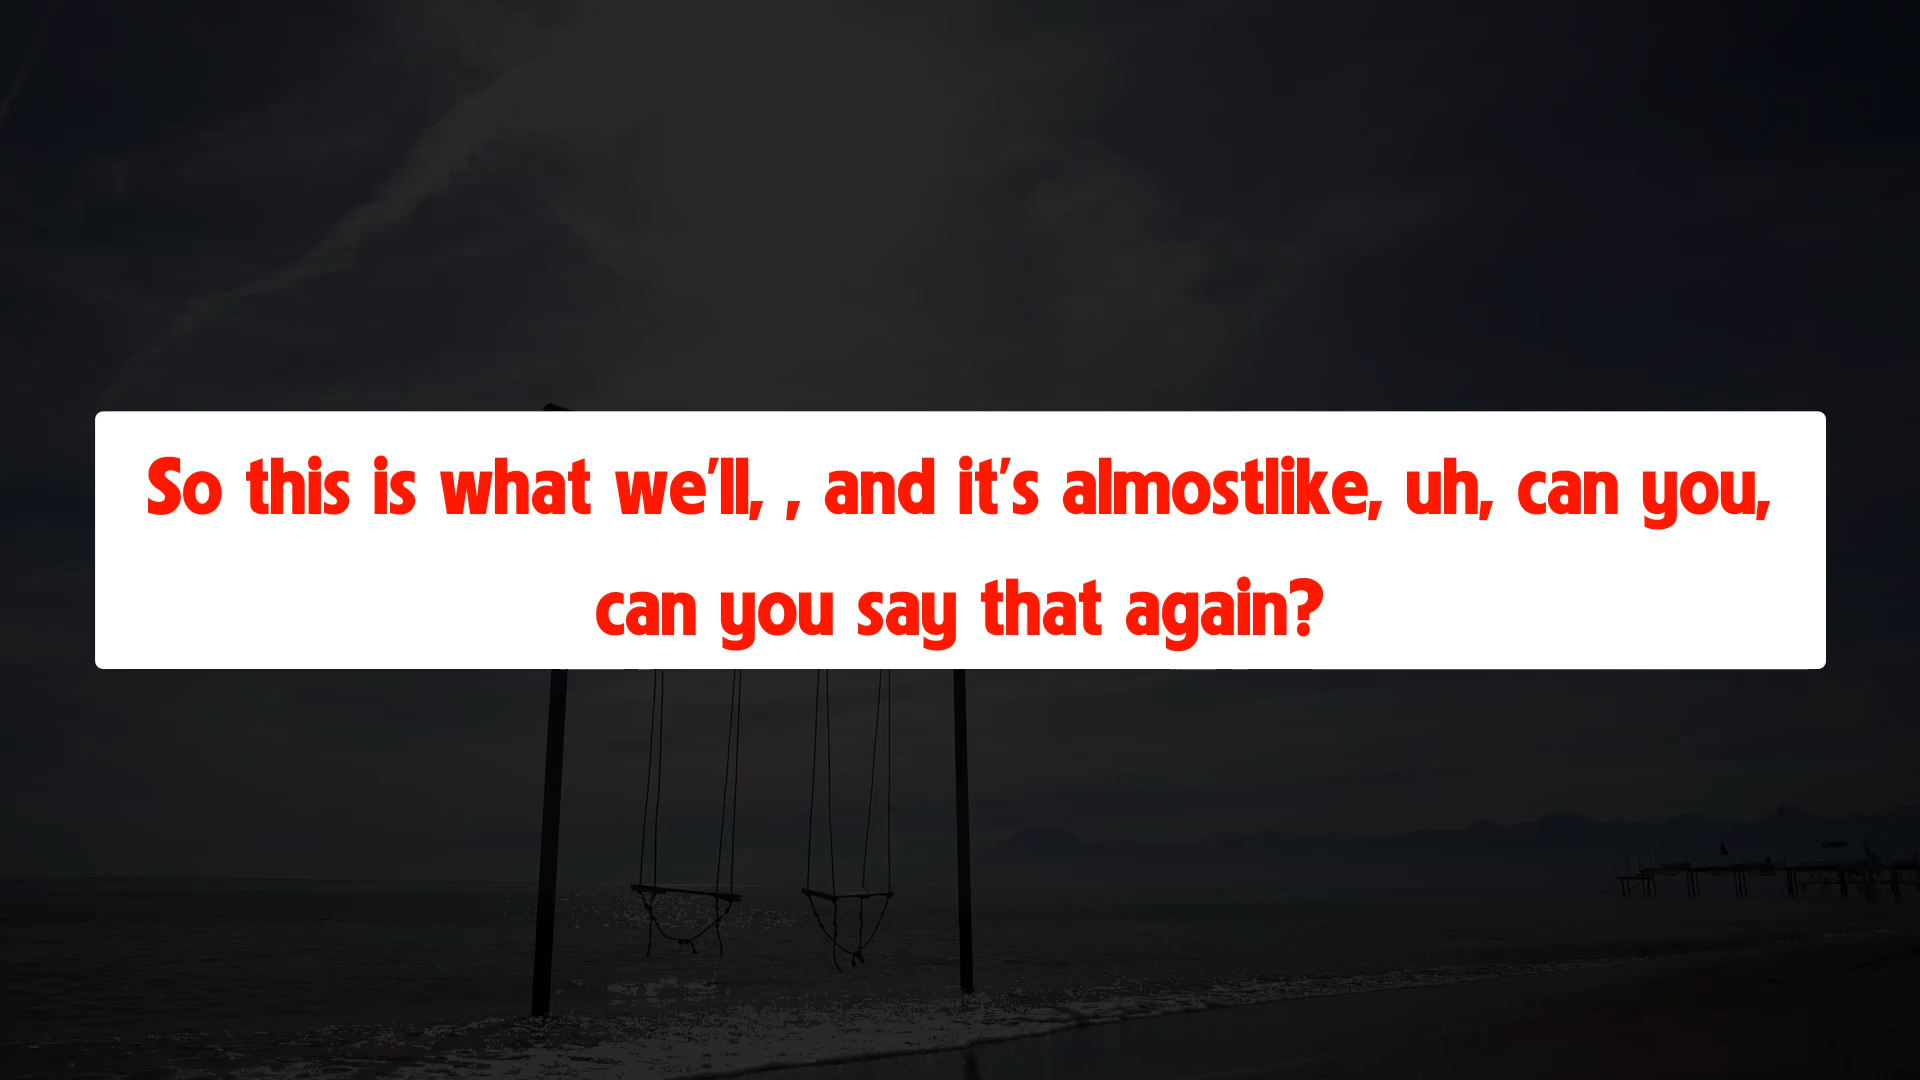 So this is what we'll, , and it's almostlike, uh, can you,
can you say that again?